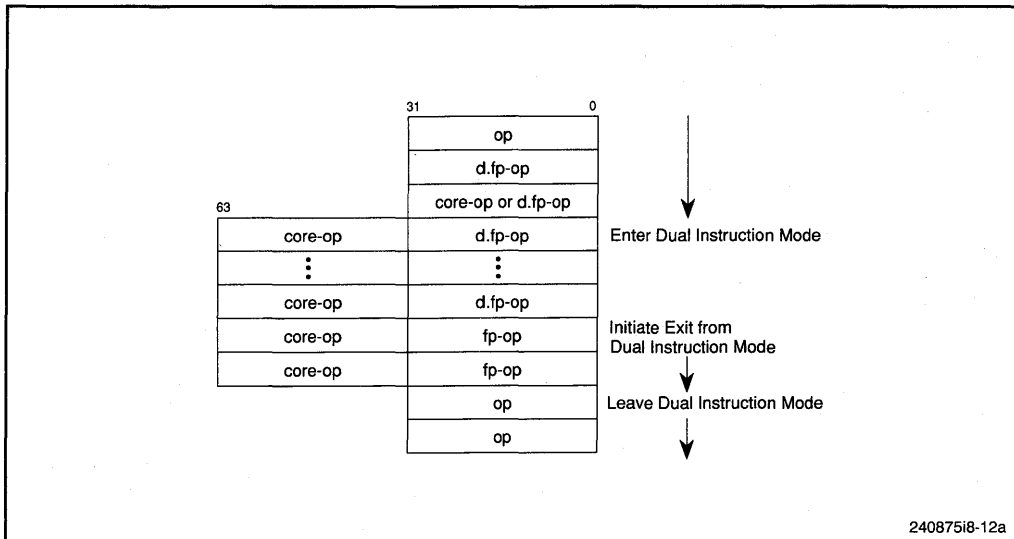 31 0
op
d.fp-op
core-op or d.fp-op
63
core-op d.fp-op Enter Dual Instruction Mode
core-op d.fp-op
core-op fp-op Initiate Exit from
Dual Instruction Mode
core-op fp-op
op Leave Dual Instruction Mode
op
240875i8-12a